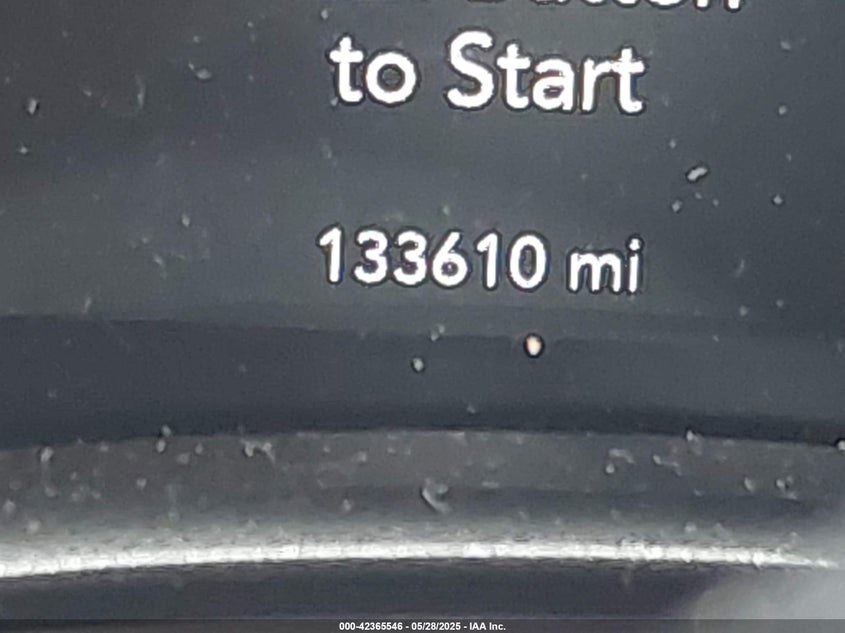 to Start
133610 mi
000-42365546 - 05/28/2025 - IAA Inc.